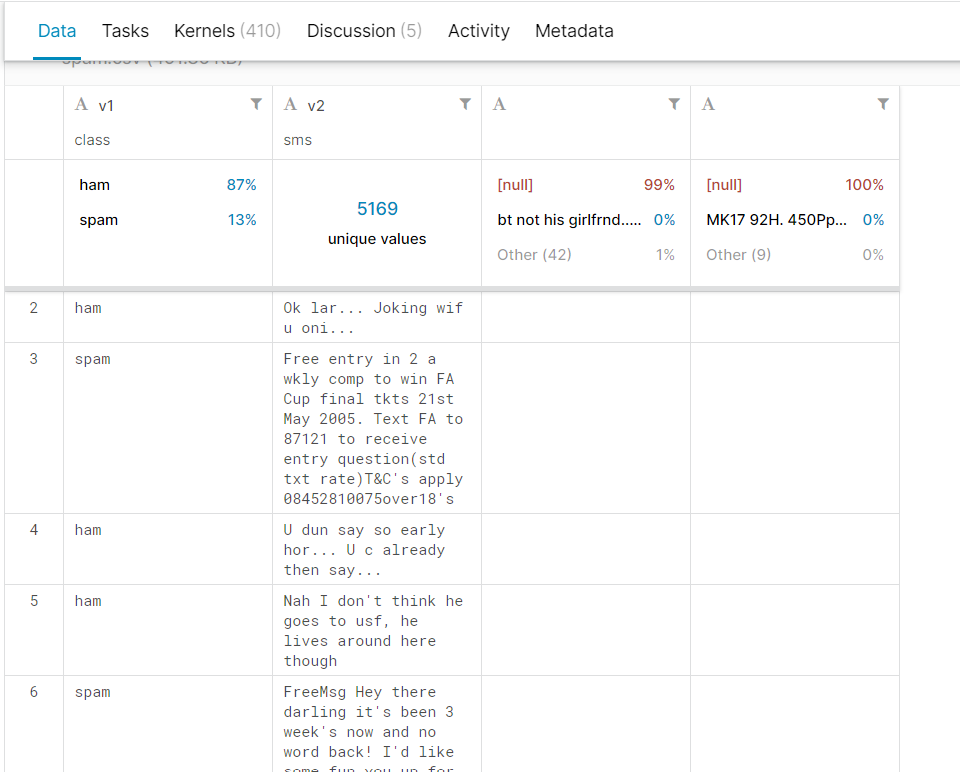 Data Tasks Kernels (410) Discussion (5) Activity Metadata
A v1 A v2 A A
class sms
ham 87% [null] 99% [null] 100%
5169
spam 13% bt not his girlfrnd..... 0% MK17 92H. 450Pp... 0%
unique values
Other (42) 1% Other (9) 0%
2 ham Ok lar... Joking wif
u oni...
3 spam Free entry in 2 a
wkly comp to win FA
Cup final tkts 21st
May 2005. Text FA to
87121 to receive
entry question(std
txt rate)T&C's apply
08452810075over18's
4 ham U dun say so early
hor... U c already
then say...
5 ham Nah I don't think he
goes to usf, he
lives around here
though
6 spam FreeMsg Hey there
darling it's been 3
week's now and no
word back! I'd like
some fun you up for